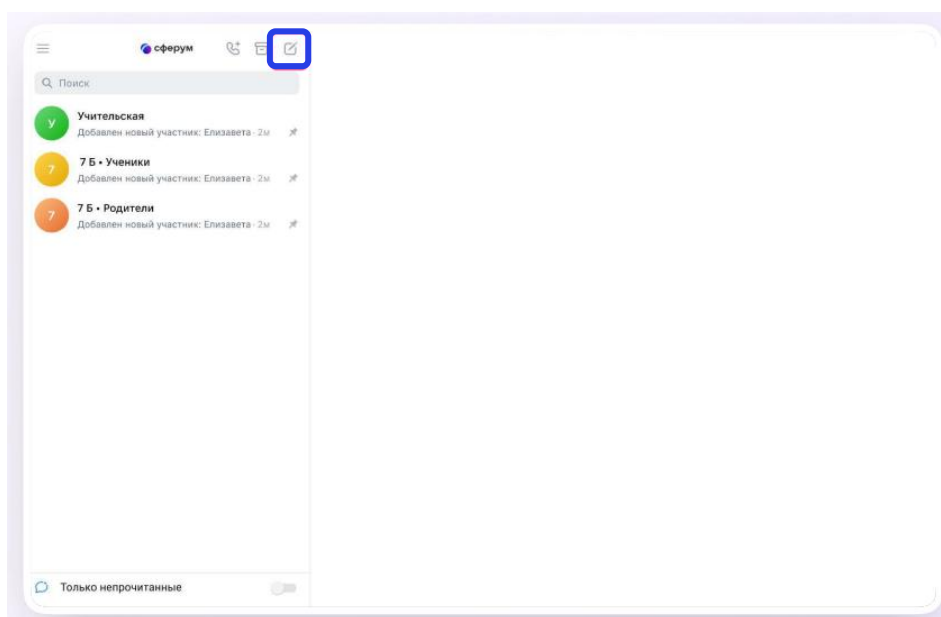 сферум
Поиск
У
Учительская
Добавлен новый участник: Елизавета · 2м
7
7 Б • Ученики
Добавлен новый участник: Елизавета · 2м
7
7 Б • Родители
Добавлен новый участник: Елизавета · 2м
Только непрочитанные